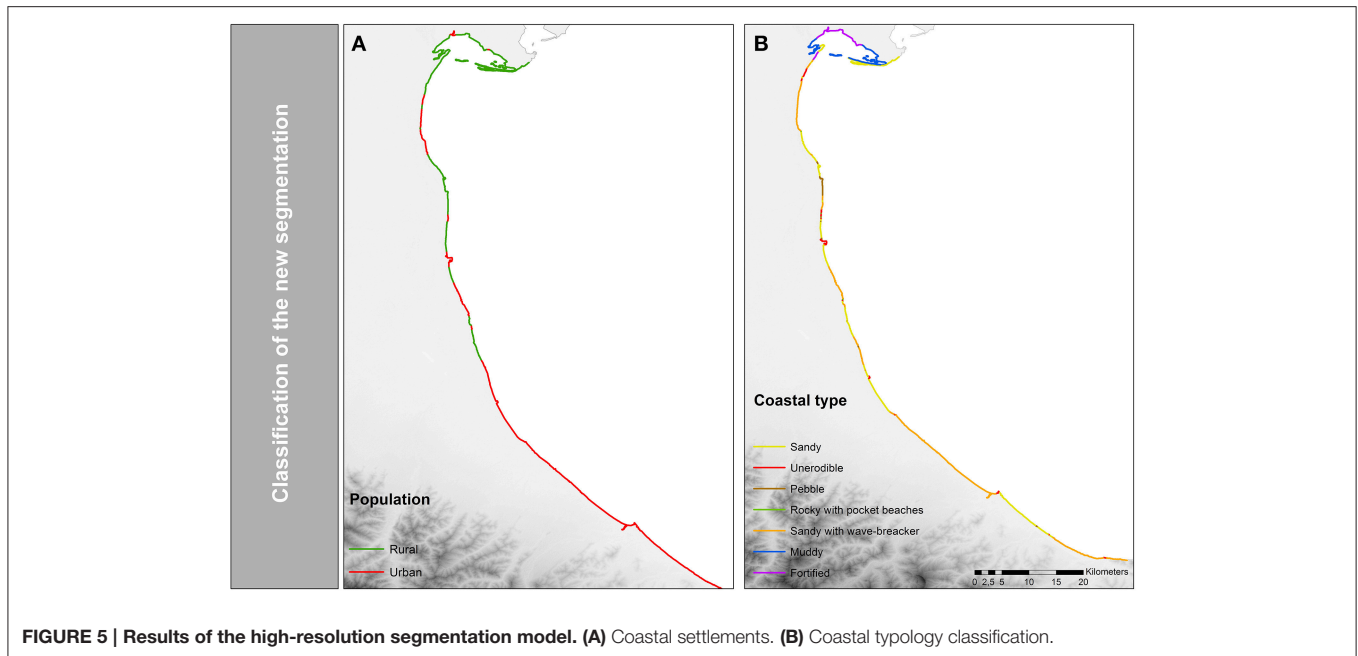 Classification of the new segmentation
A
Population
Rural
Urban
B
Coastal type
Sandy
Unerodible
Pebble
Rocky with pocket beaches
Sandy with wave-breacker
Muddy
Fortified
Kilometers
0 2,5 5 10 15 20
FIGURE 5 | Results of the high-resolution segmentation model. (A) Coastal settlements. (B) Coastal typology classification.